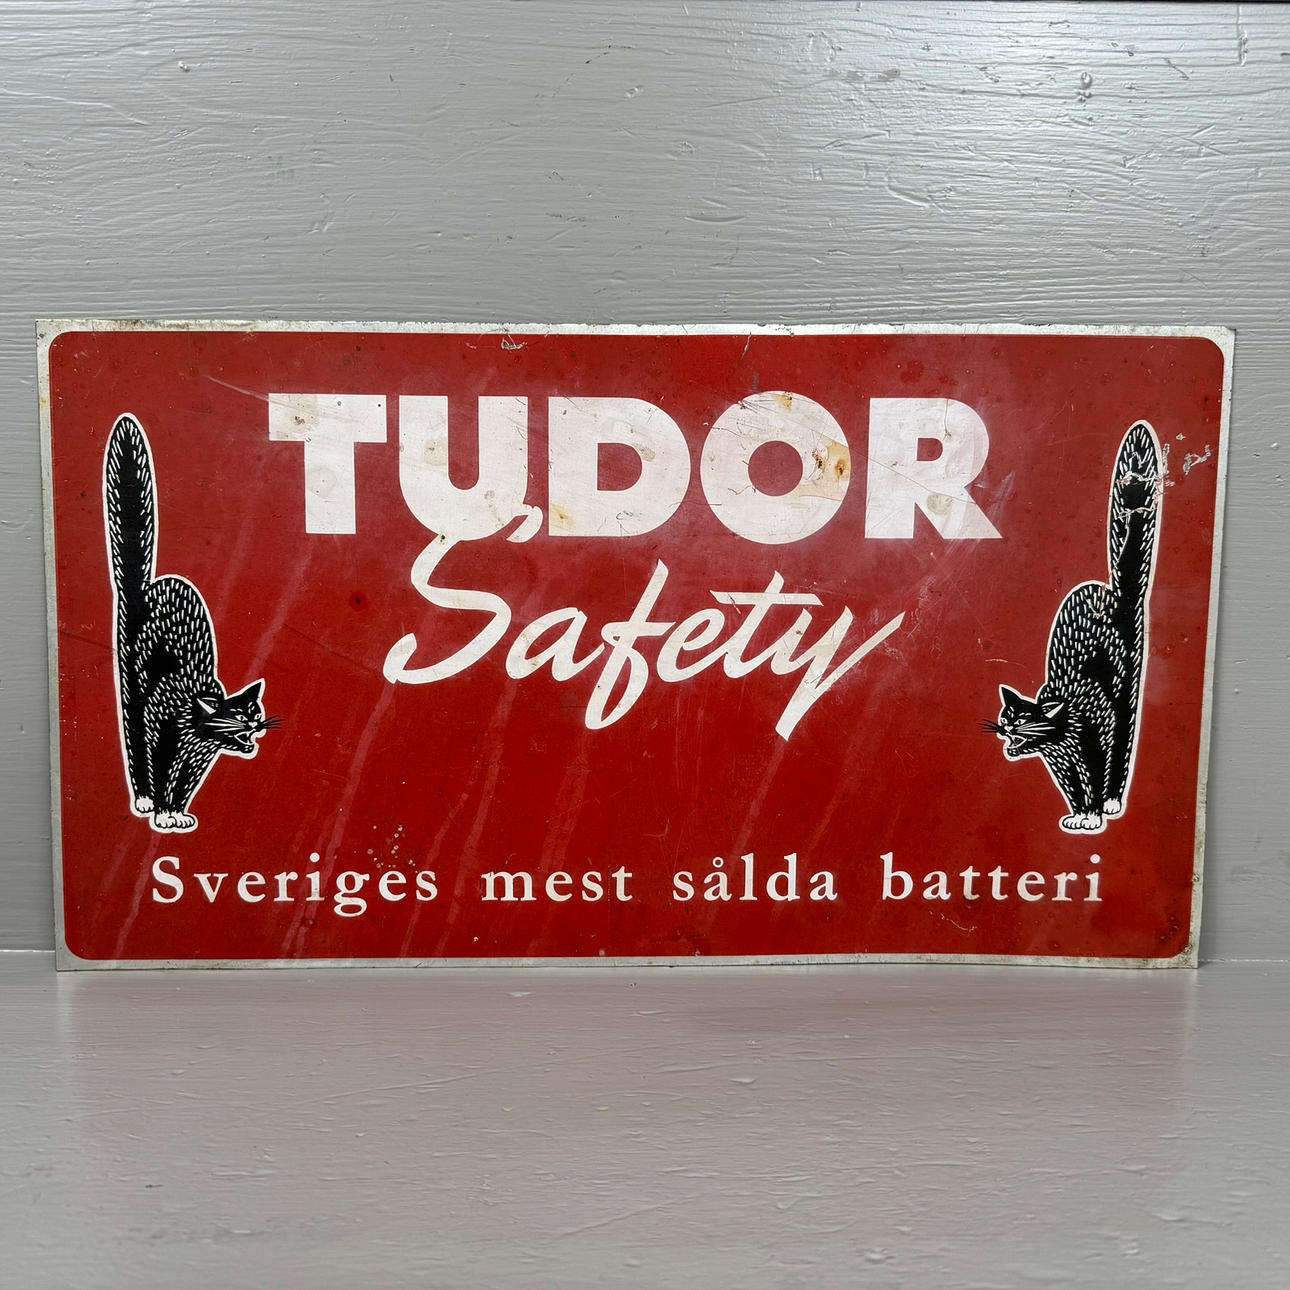 TUDOR
Safety
Sveriges mest sålda batteri